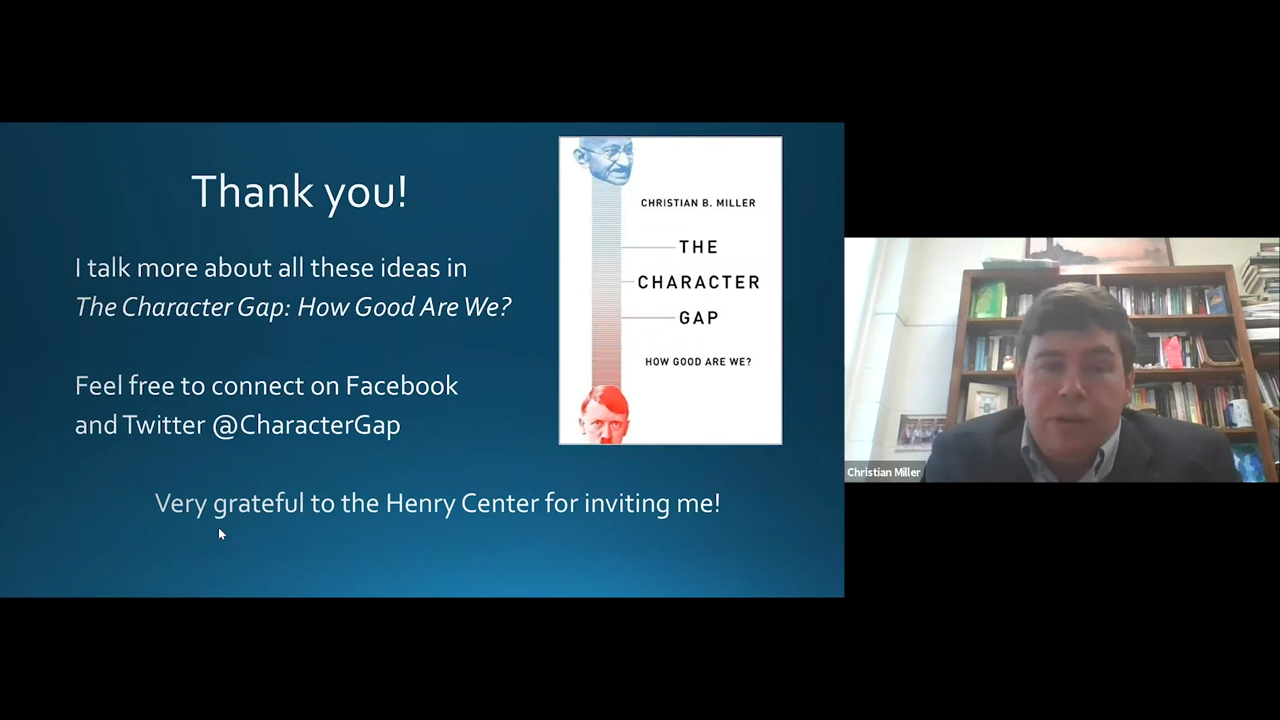 Thank you!
I talk more about all these ideas in
The Character Gap: How Good Are We?
Feel free to connect on Facebook
and Twitter @CharacterGap
Very grateful to the Henry Center for inviting me!
CHRISTIAN B. MILLER
THE
CHARACTER
GAP
HOW GOOD ARE WE?
Christian Miller